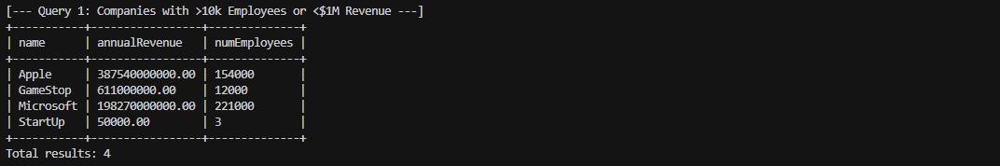 [--- Query 1: Companies with >10k Employees or <$1M Revenue ---]
+-----------+-----------------+--------------+
| name      | annualRevenue   | numEmployees |
+-----------+-----------------+--------------+
| Apple     | 387540000000.00 | 154000       |
| GameStop  | 611000000.00    | 12000        |
| Microsoft | 198270000000.00 | 221000       |
| StartUp   | 50000.00        | 3            |
+-----------+-----------------+--------------+
Total results: 4